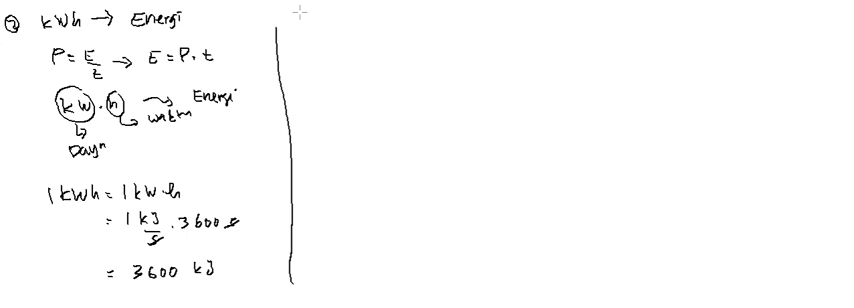 ② kWh → Energi
P = E/t → E = P · t
kW · h → Energi
↳ waktu
Daya
1 kWh = 1 kW · h
= 1 kJ/s · 3600 s
= 3600 kJ